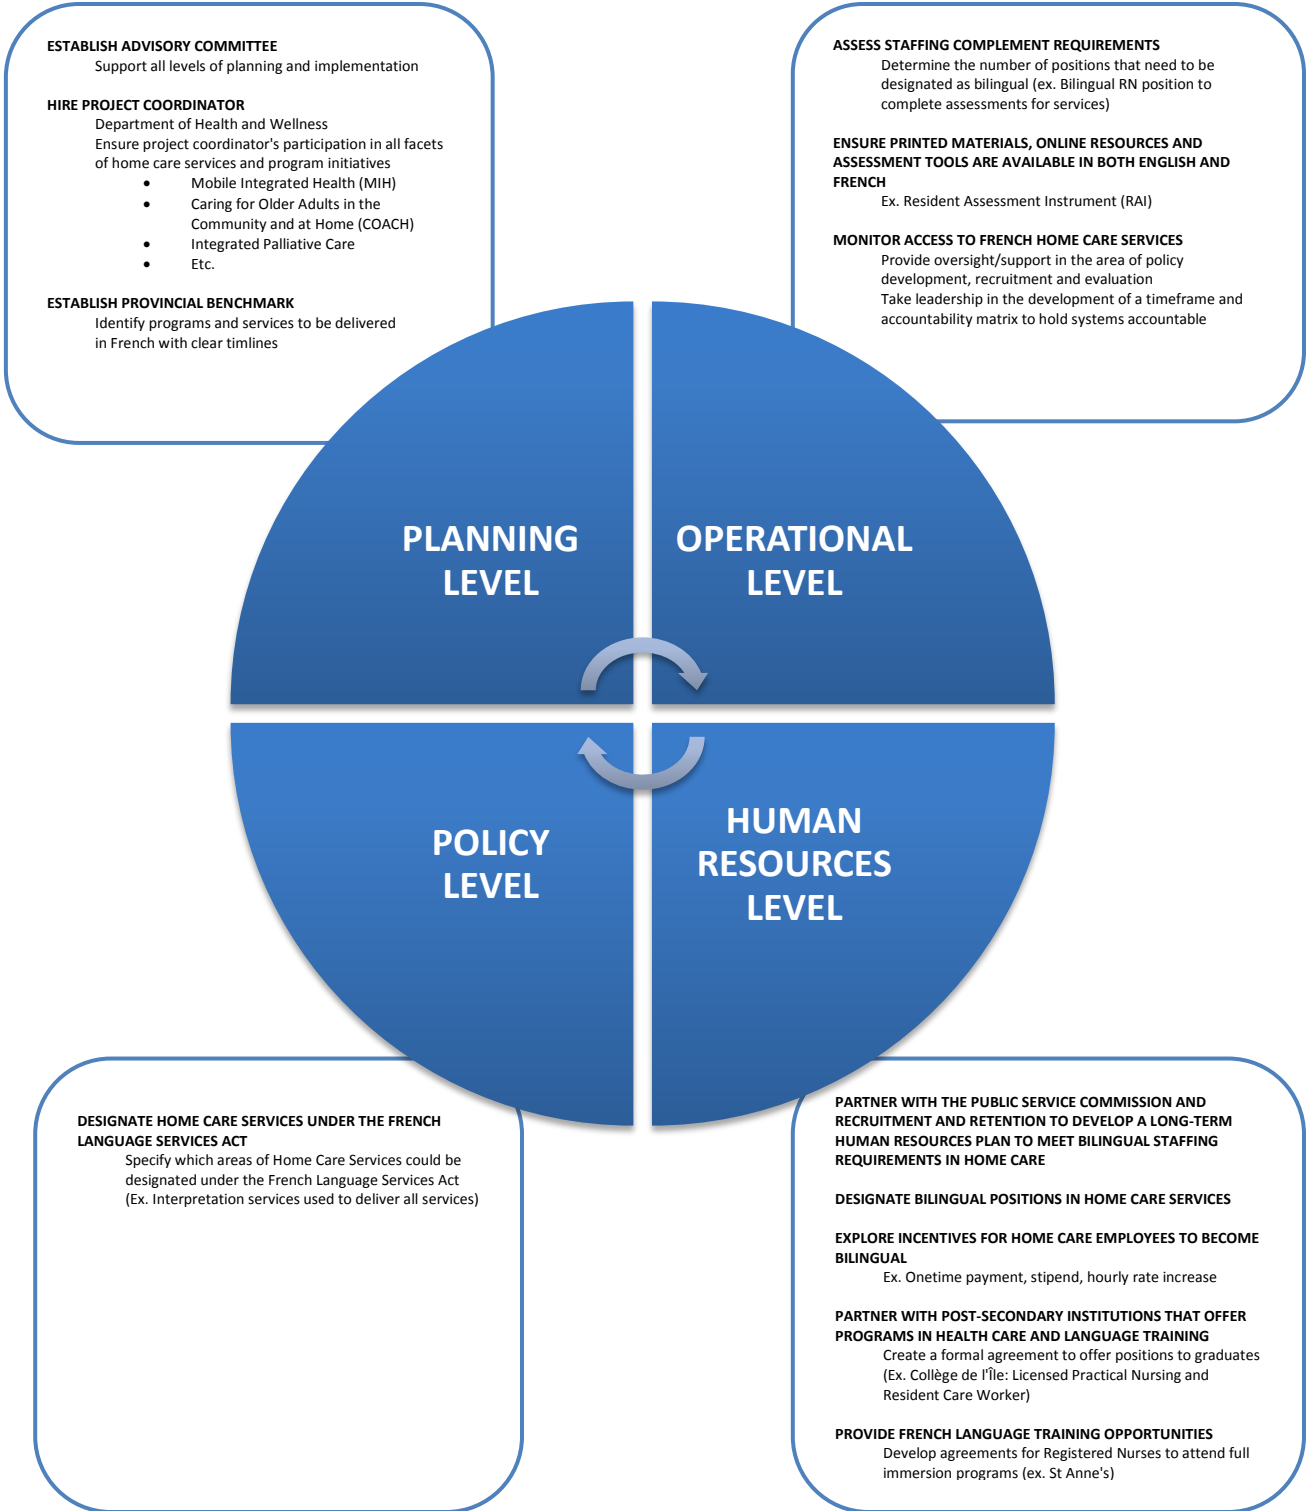 ESTABLISH ADVISORY COMMITTEE
Support all levels of planning and implementation
HIRE PROJECT COORDINATOR
Department of Health and Wellness
Ensure project coordinator's participation in all facets
of home care services and program initiatives
• Mobile Integrated Health (MIH)
• Caring for Older Adults in the
Community and at Home (COACH)
• Integrated Palliative Care
• Etc.
ESTABLISH PROVINCIAL BENCHMARK
Identify programs and services to be delivered
in French with clear timlines
ASSESS STAFFING COMPLEMENT REQUIREMENTS
Determine the number of positions that need to be
designated as bilingual (ex. Bilingual RN position to
complete assessments for services)
ENSURE PRINTED MATERIALS, ONLINE RESOURCES AND
ASSESSMENT TOOLS ARE AVAILABLE IN BOTH ENGLISH AND
FRENCH
Ex. Resident Assessment Instrument (RAI)
MONITOR ACCESS TO FRENCH HOME CARE SERVICES
Provide oversight/support in the area of policy
development, recruitment and evaluation
Take leadership in the development of a timeframe and
accountability matrix to hold systems accountable
PLANNING
LEVEL
OPERATIONAL
LEVEL
POLICY
LEVEL
HUMAN
RESOURCES
LEVEL
DESIGNATE HOME CARE SERVICES UNDER THE FRENCH
LANGUAGE SERVICES ACT
Specify which areas of Home Care Services could be
designated under the French Language Services Act
(Ex. Interpretation services used to deliver all services)
PARTNER WITH THE PUBLIC SERVICE COMMISSION AND
RECRUITMENT AND RETENTION TO DEVELOP A LONG-TERM
HUMAN RESOURCES PLAN TO MEET BILINGUAL STAFFING
REQUIREMENTS IN HOME CARE
DESIGNATE BILINGUAL POSITIONS IN HOME CARE SERVICES
EXPLORE INCENTIVES FOR HOME CARE EMPLOYEES TO BECOME
BILINGUAL
Ex. Onetime payment, stipend, hourly rate increase
PARTNER WITH POST-SECONDARY INSTITUTIONS THAT OFFER
PROGRAMS IN HEALTH CARE AND LANGUAGE TRAINING
Create a formal agreement to offer positions to graduates
(Ex. Collège de l'Île: Licensed Practical Nursing and
Resident Care Worker)
PROVIDE FRENCH LANGUAGE TRAINING OPPORTUNITIES
Develop agreements for Registered Nurses to attend full
immersion programs (ex. St Anne's)